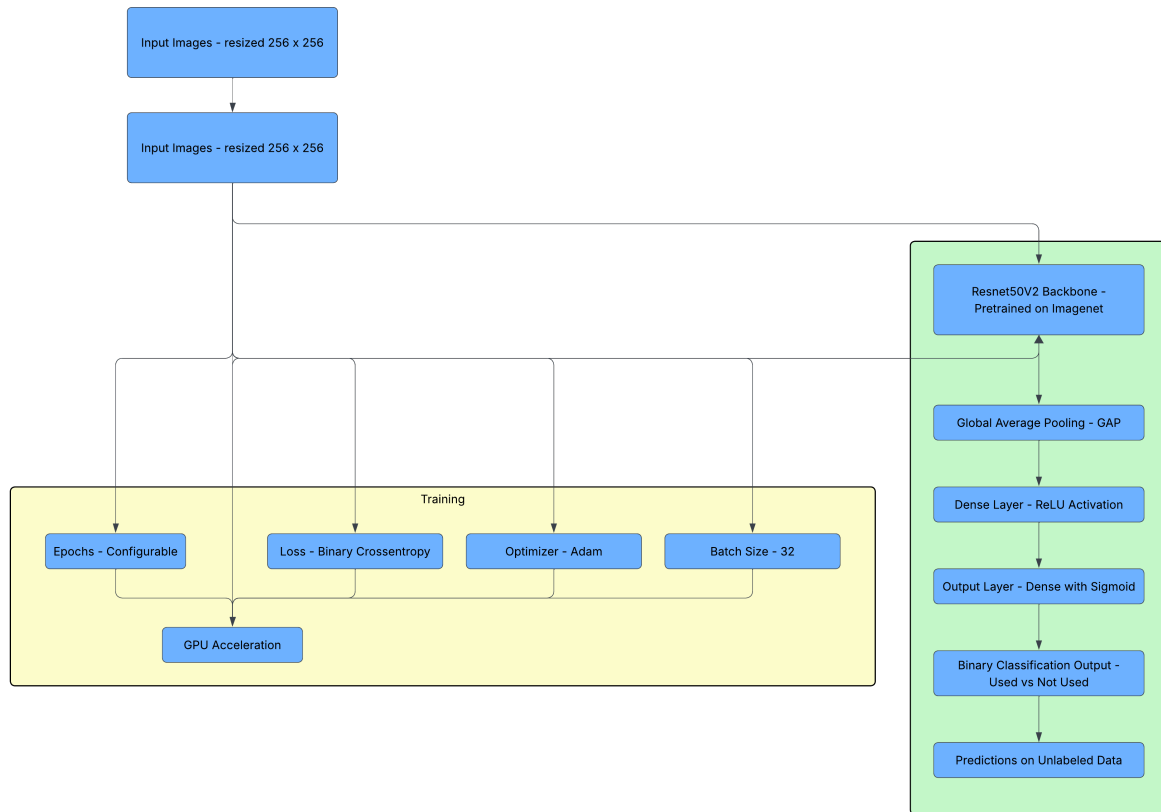 Input Images - resized 256 x 256
Input Images - resized 256 x 256
Resnet50V2 Backbone -
Pretrained on Imagenet
Global Average Pooling - GAP
Dense Layer - ReLU Activation
Output Layer - Dense with Sigmoid
Binary Classification Output -
Used vs Not Used
Predictions on Unlabeled Data
Training
Epochs - Configurable
Loss - Binary Crossentropy
Optimizer - Adam
Batch Size - 32
GPU Acceleration